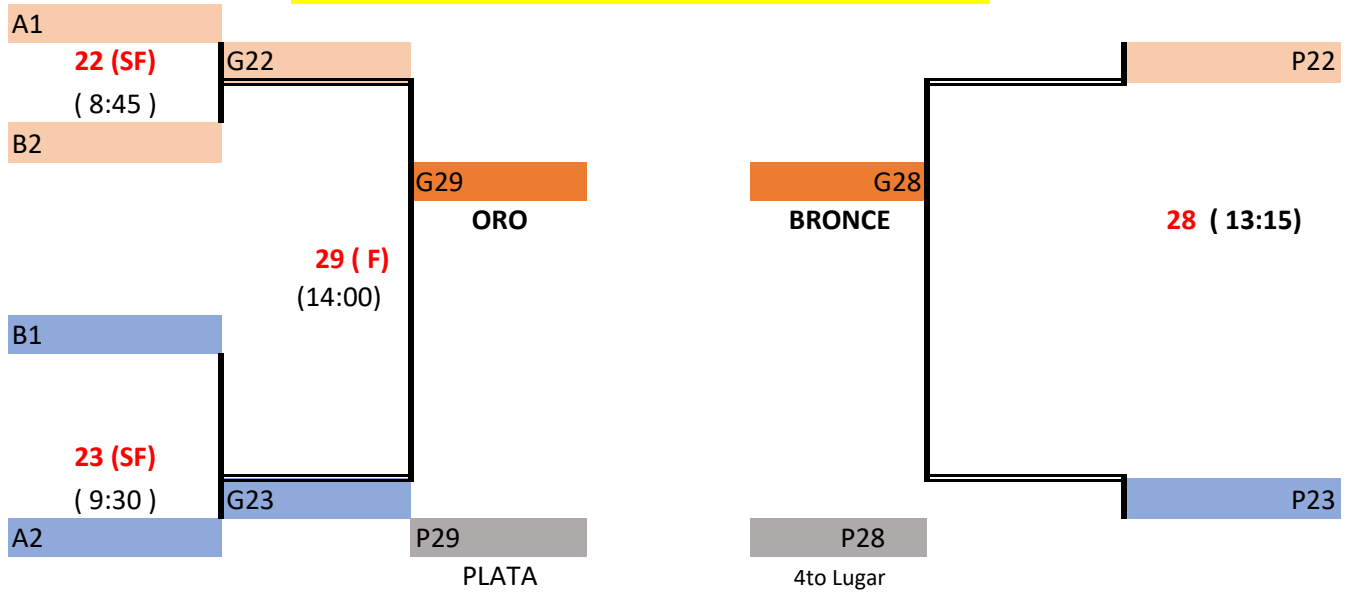 A1
22 (SF)
( 8:45 )
B2
G22
G29
ORO
29 ( F)
(14:00)
B1
23 (SF)
( 9:30 )
A2
G23
P29
PLATA
P22
G28
BRONCE
28 ( 13:15)
P23
P28
4to Lugar